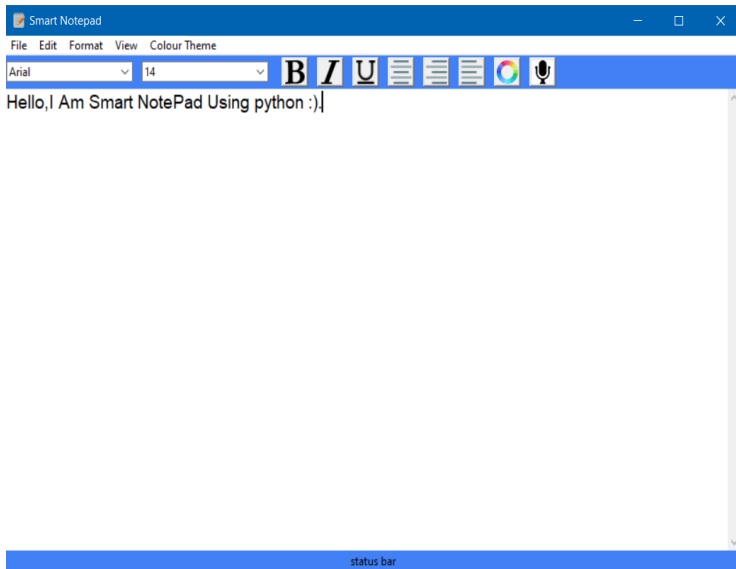 Smart Notepad
File Edit Format View Colour Theme
Arial 14 B I U
Hello,I Am Smart NotePad Using python :).
status bar